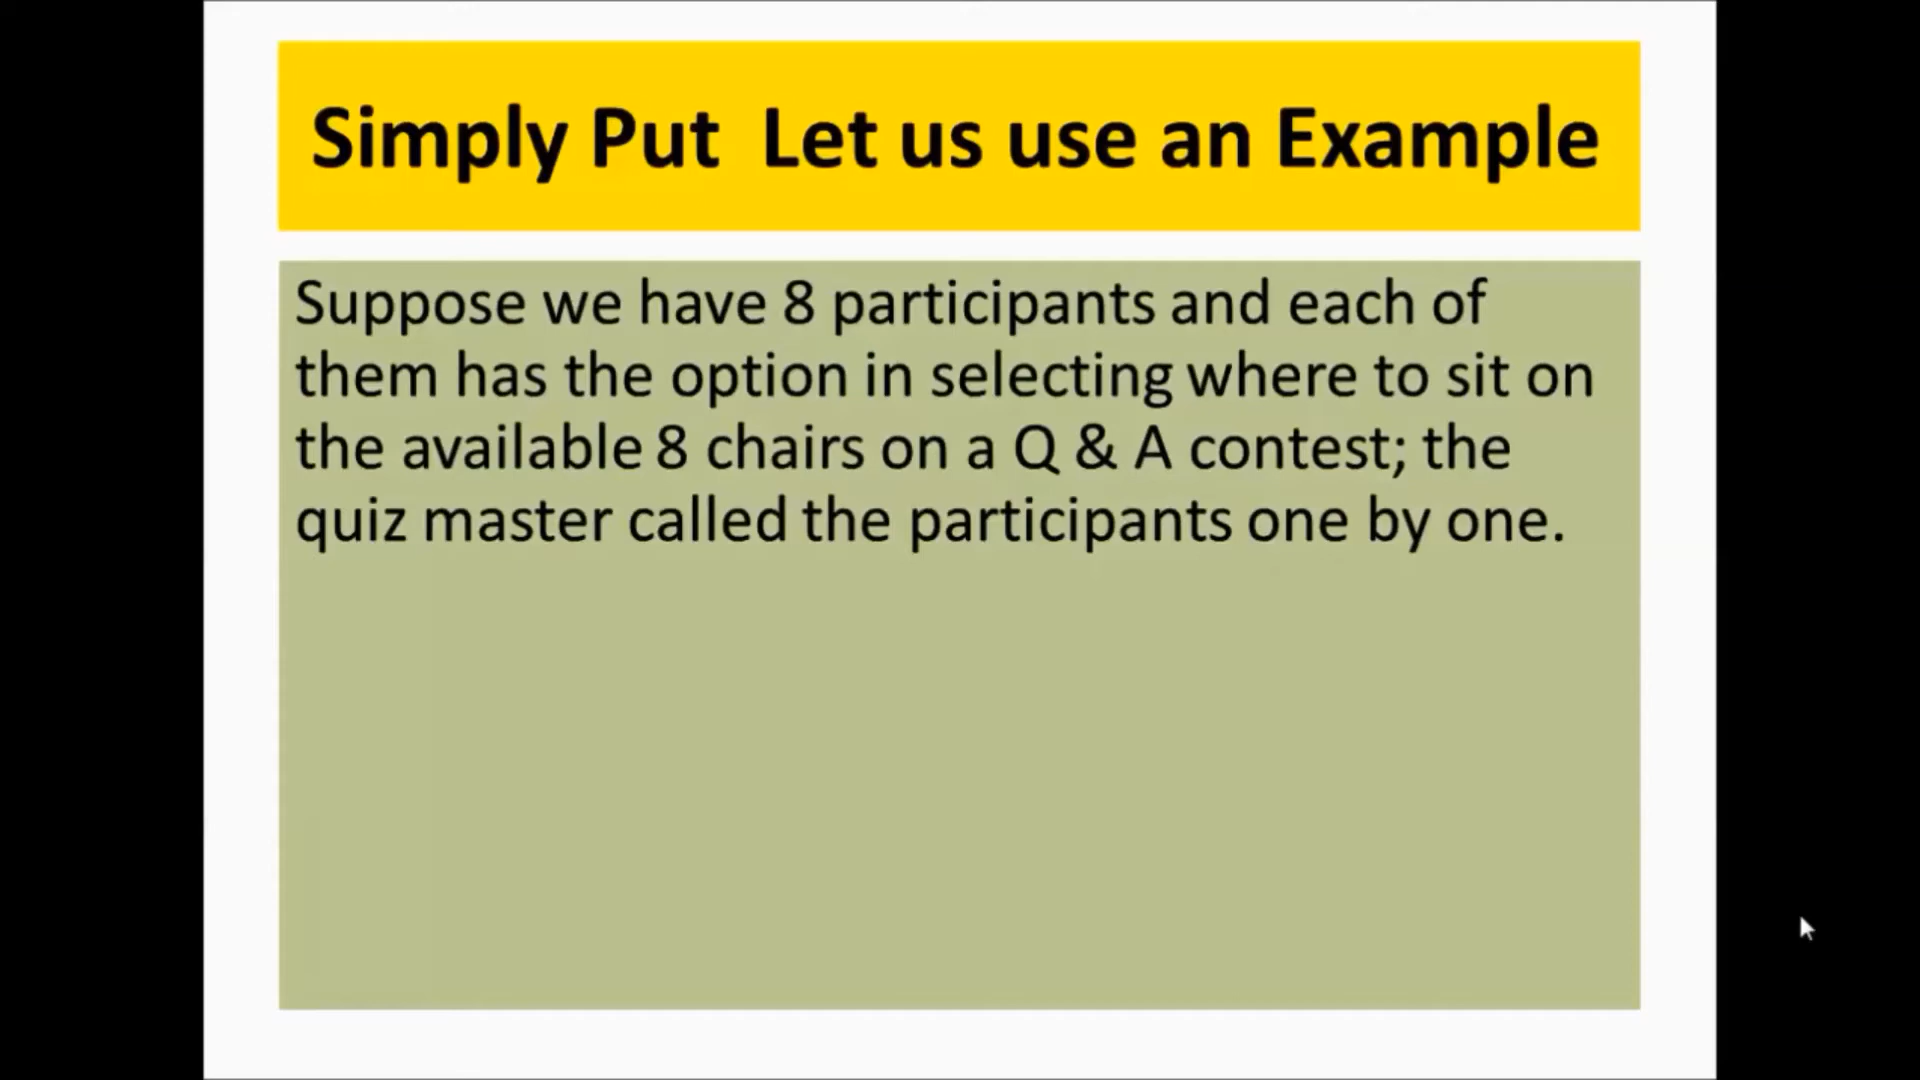 Simply Put  Let us use an Example
Suppose we have 8 participants and each of
them has the option in selecting where to sit on
the available 8 chairs on a Q & A contest; the
quiz master called the participants one by one.